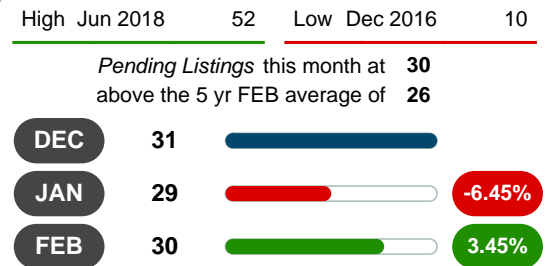 High Jun 2018 52 Low Dec 2016 10
Pending Listings this month at 30
above the 5 yr FEB average of 26
DEC 31
JAN 29 -6.45%
FEB 30 3.45%